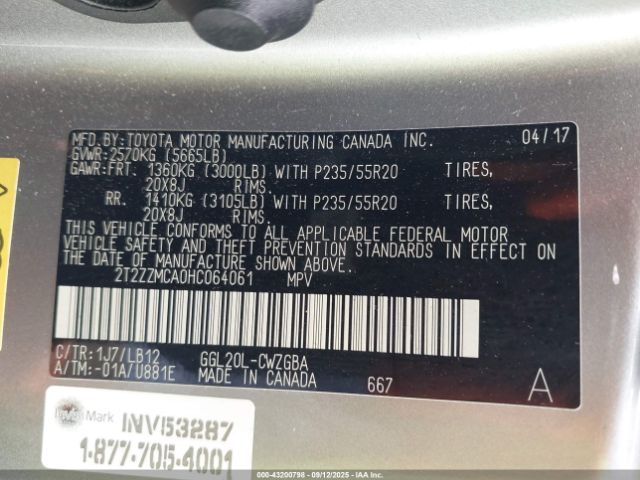 MFD.BY:TOYOTA MOTOR MANUFACTURING CANADA INC. 04/17
GVWR:2570KG (5665LB)
GAWR:FRT. 1360KG (3000LB) WITH P235/55R20 TIRES,
20X8J RIMS.
RR. 1410KG (3105LB) WITH P235/55R20 TIRES,
20X8J RIMS.
THIS VEHICLE CONFORMS TO ALL APPLICABLE FEDERAL MOTOR
VEHICLE SAFETY AND THEFT PREVENTION STANDARDS IN EFFECT ON
THE DATE OF MANUFACTURE SHOWN ABOVE.
2T2ZZMCA0HC064061 MPV
C/TR:1J7/LB12 GGL20L-CWZGBA
A/TM:-01A/U881E MADE IN CANADA 667 A
Mark INV53287
1-877-705-4001
000-43200798 - 09/12/2025 - IAAI.COM